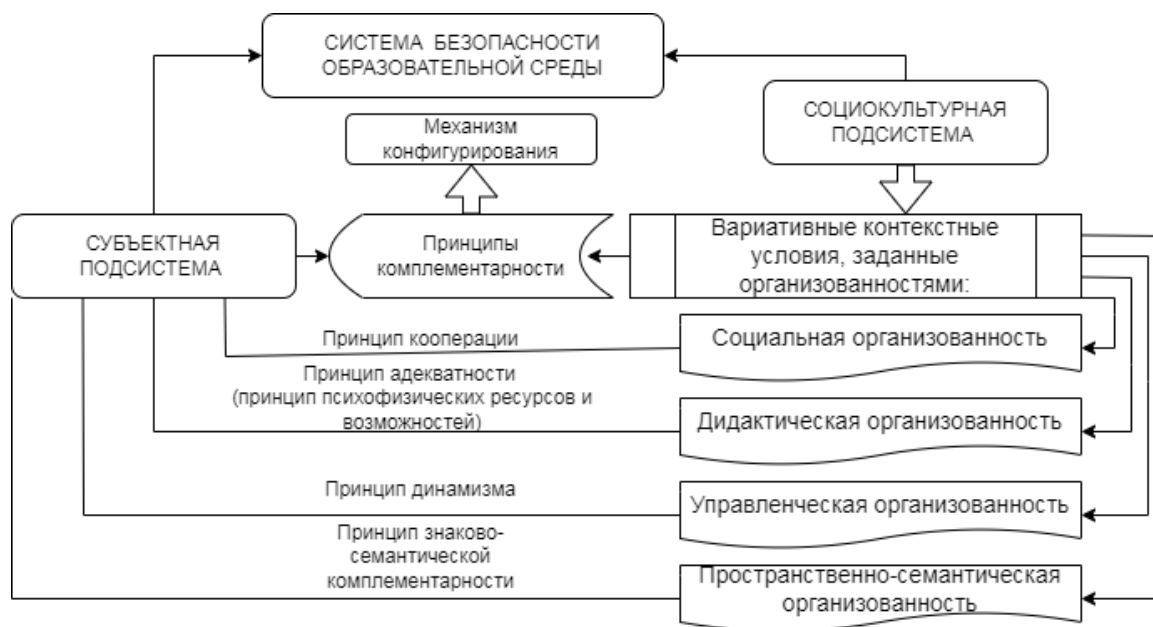 СИСТЕМА БЕЗОПАСНОСТИ
ОБРАЗОВАТЕЛЬНОЙ СРЕДЫ
СОЦИОКУЛЬТУРНАЯ
ПОДСИСТЕМА
Механизм
конфигурирования
СУБЪЕКТНАЯ
ПОДСИСТЕМА
Принципы
комплементарности
Вариативные контекстные
условия, заданные
организованностями:
Принцип кооперации
Социальная организованность
Принцип адекватности
(принцип психофизических ресурсов и
возможностей)
Дидактическая организованность
Принцип динамизма
Управленческая организованность
Принцип знаково-
семантической
комплементарности
Пространственно-семантическая
организованность